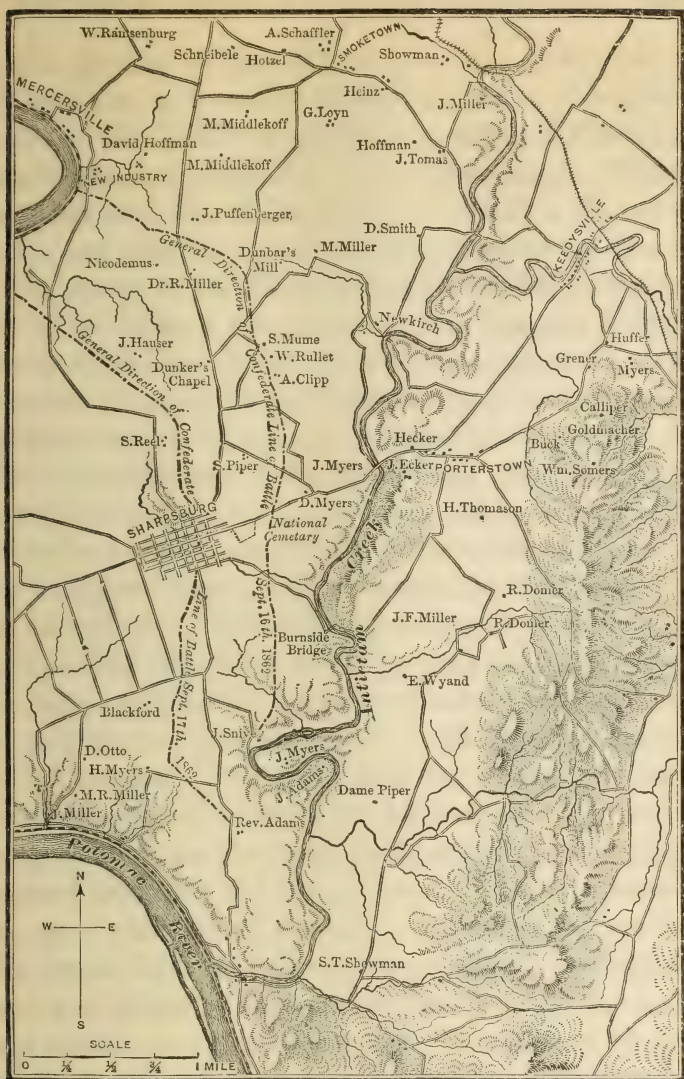 W. Rausenburg
A. Schaffler
Schneibele
Hotzel
SMOKETOWN
Showman
Heinz
J. Miller
MERCERSVILLE
M. Middlekoff
G. Loyn
David Hoffman
Hoffman
J. Tomas
M. Middlekoff
NEW INDUSTRY
J. Puffenberger
D. Smith
KEEDYSVILLE
General Direction of Confederate Line of Battle Sept. 16th, 1862
Dunbar's
Mill
M. Miller
Nicodemus
Dr. R. Miller
General Direction of Confederate
Line of Battle Sept. 17th 1862
Newkirch
J. Hauser
S. Mume
W. Rullet
A. Clipp
Dunker's
Chapel
Huffer
Grener
Myers
Calliper
Goldmacher
Buck
Wm. Somers
S. Reel
Hecker
S. Piper
J. Myers
J. Ecker
PORTERSTOWN
SHARPSBURG
D. Myers
H. Thomason
National
Cemetary
Antietam Creek
R. Domer
J. F. Miller
R. Domer
Burnside
Bridge
E. Wyand
Blackford
J. Sni
D. Otto
H. Myers
J. Myers
J. Adams
M. R. Miller
J. Miller
Dame Piper
Rev. Adams
Potomac River
N
W E
S
S. T. Showman
SCALE
0 ¼ ½ ¾ 1 MILE